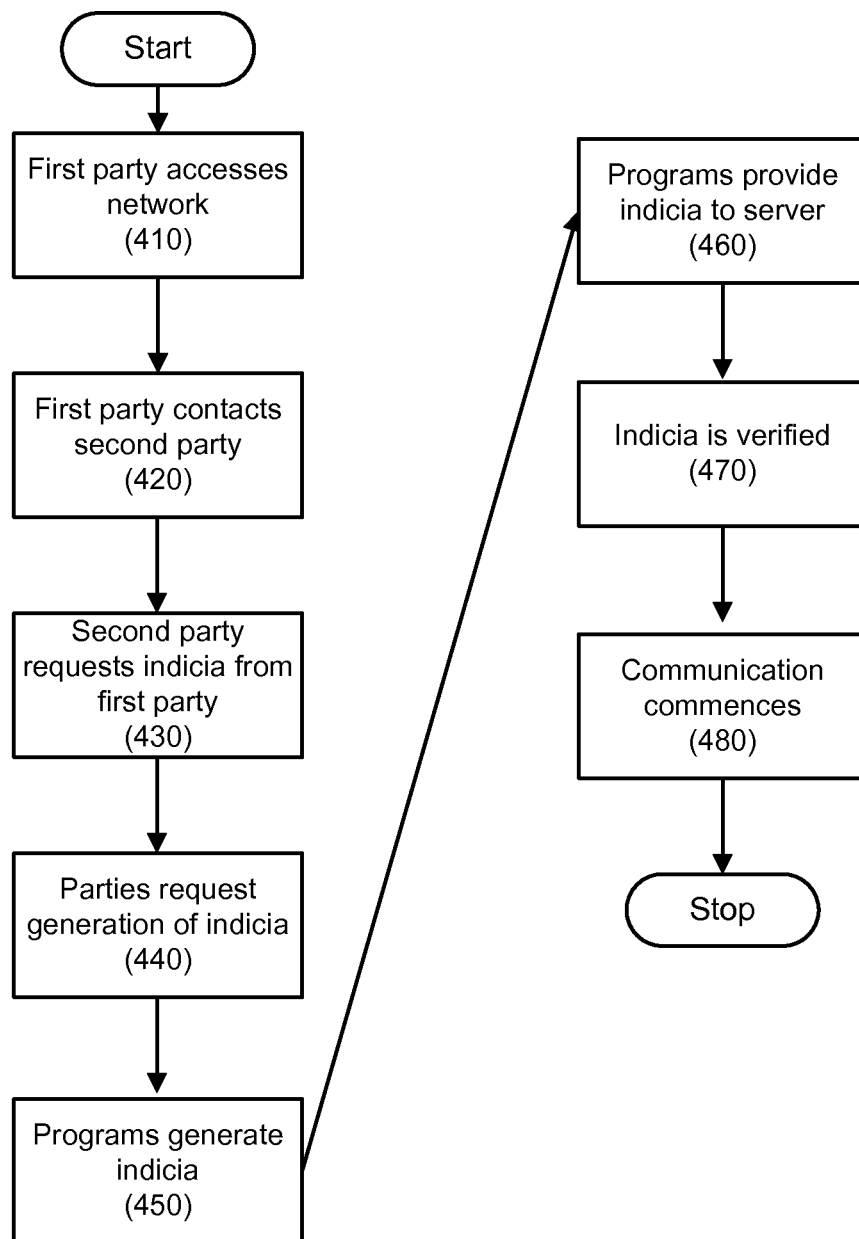 Start
First party accesses
network
(410)
First party contacts
second party
(420)
Second party
requests indicia from
first party
(430)
Parties request
generation of indicia
(440)
Programs generate
indicia
(450)
Programs provide
indicia to server
(460)
Indicia is verified
(470)
Communication
commences
(480)
Stop